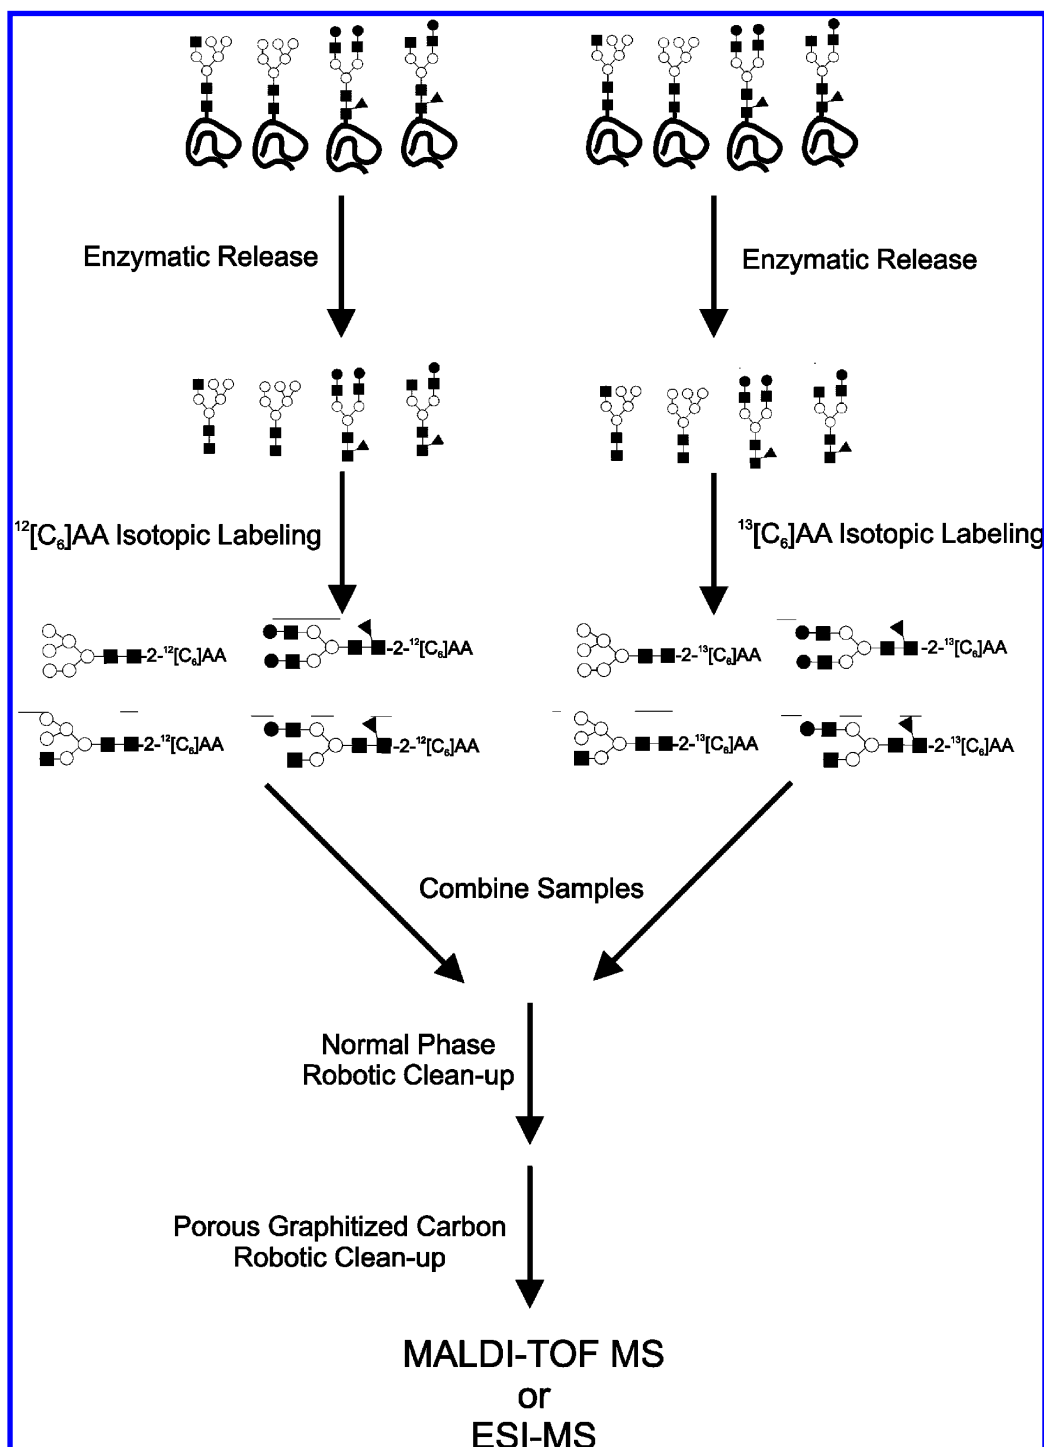 Enzymatic Release
Enzymatic Release
¹²[C₆]AA Isotopic Labeling
¹³[C₆]AA Isotopic Labeling
-2-¹²[C₆]AA
-2-¹²[C₆]AA
-2-¹³[C₆]AA
-2-¹³[C₆]AA
-2-¹²[C₆]AA
-2-¹²[C₆]AA
-2-¹³[C₆]AA
-2-¹³[C₆]AA
Combine Samples
Normal Phase
Robotic Clean-up
Porous Graphitized Carbon
Robotic Clean-up
MALDI-TOF MS
or
ESI-MS